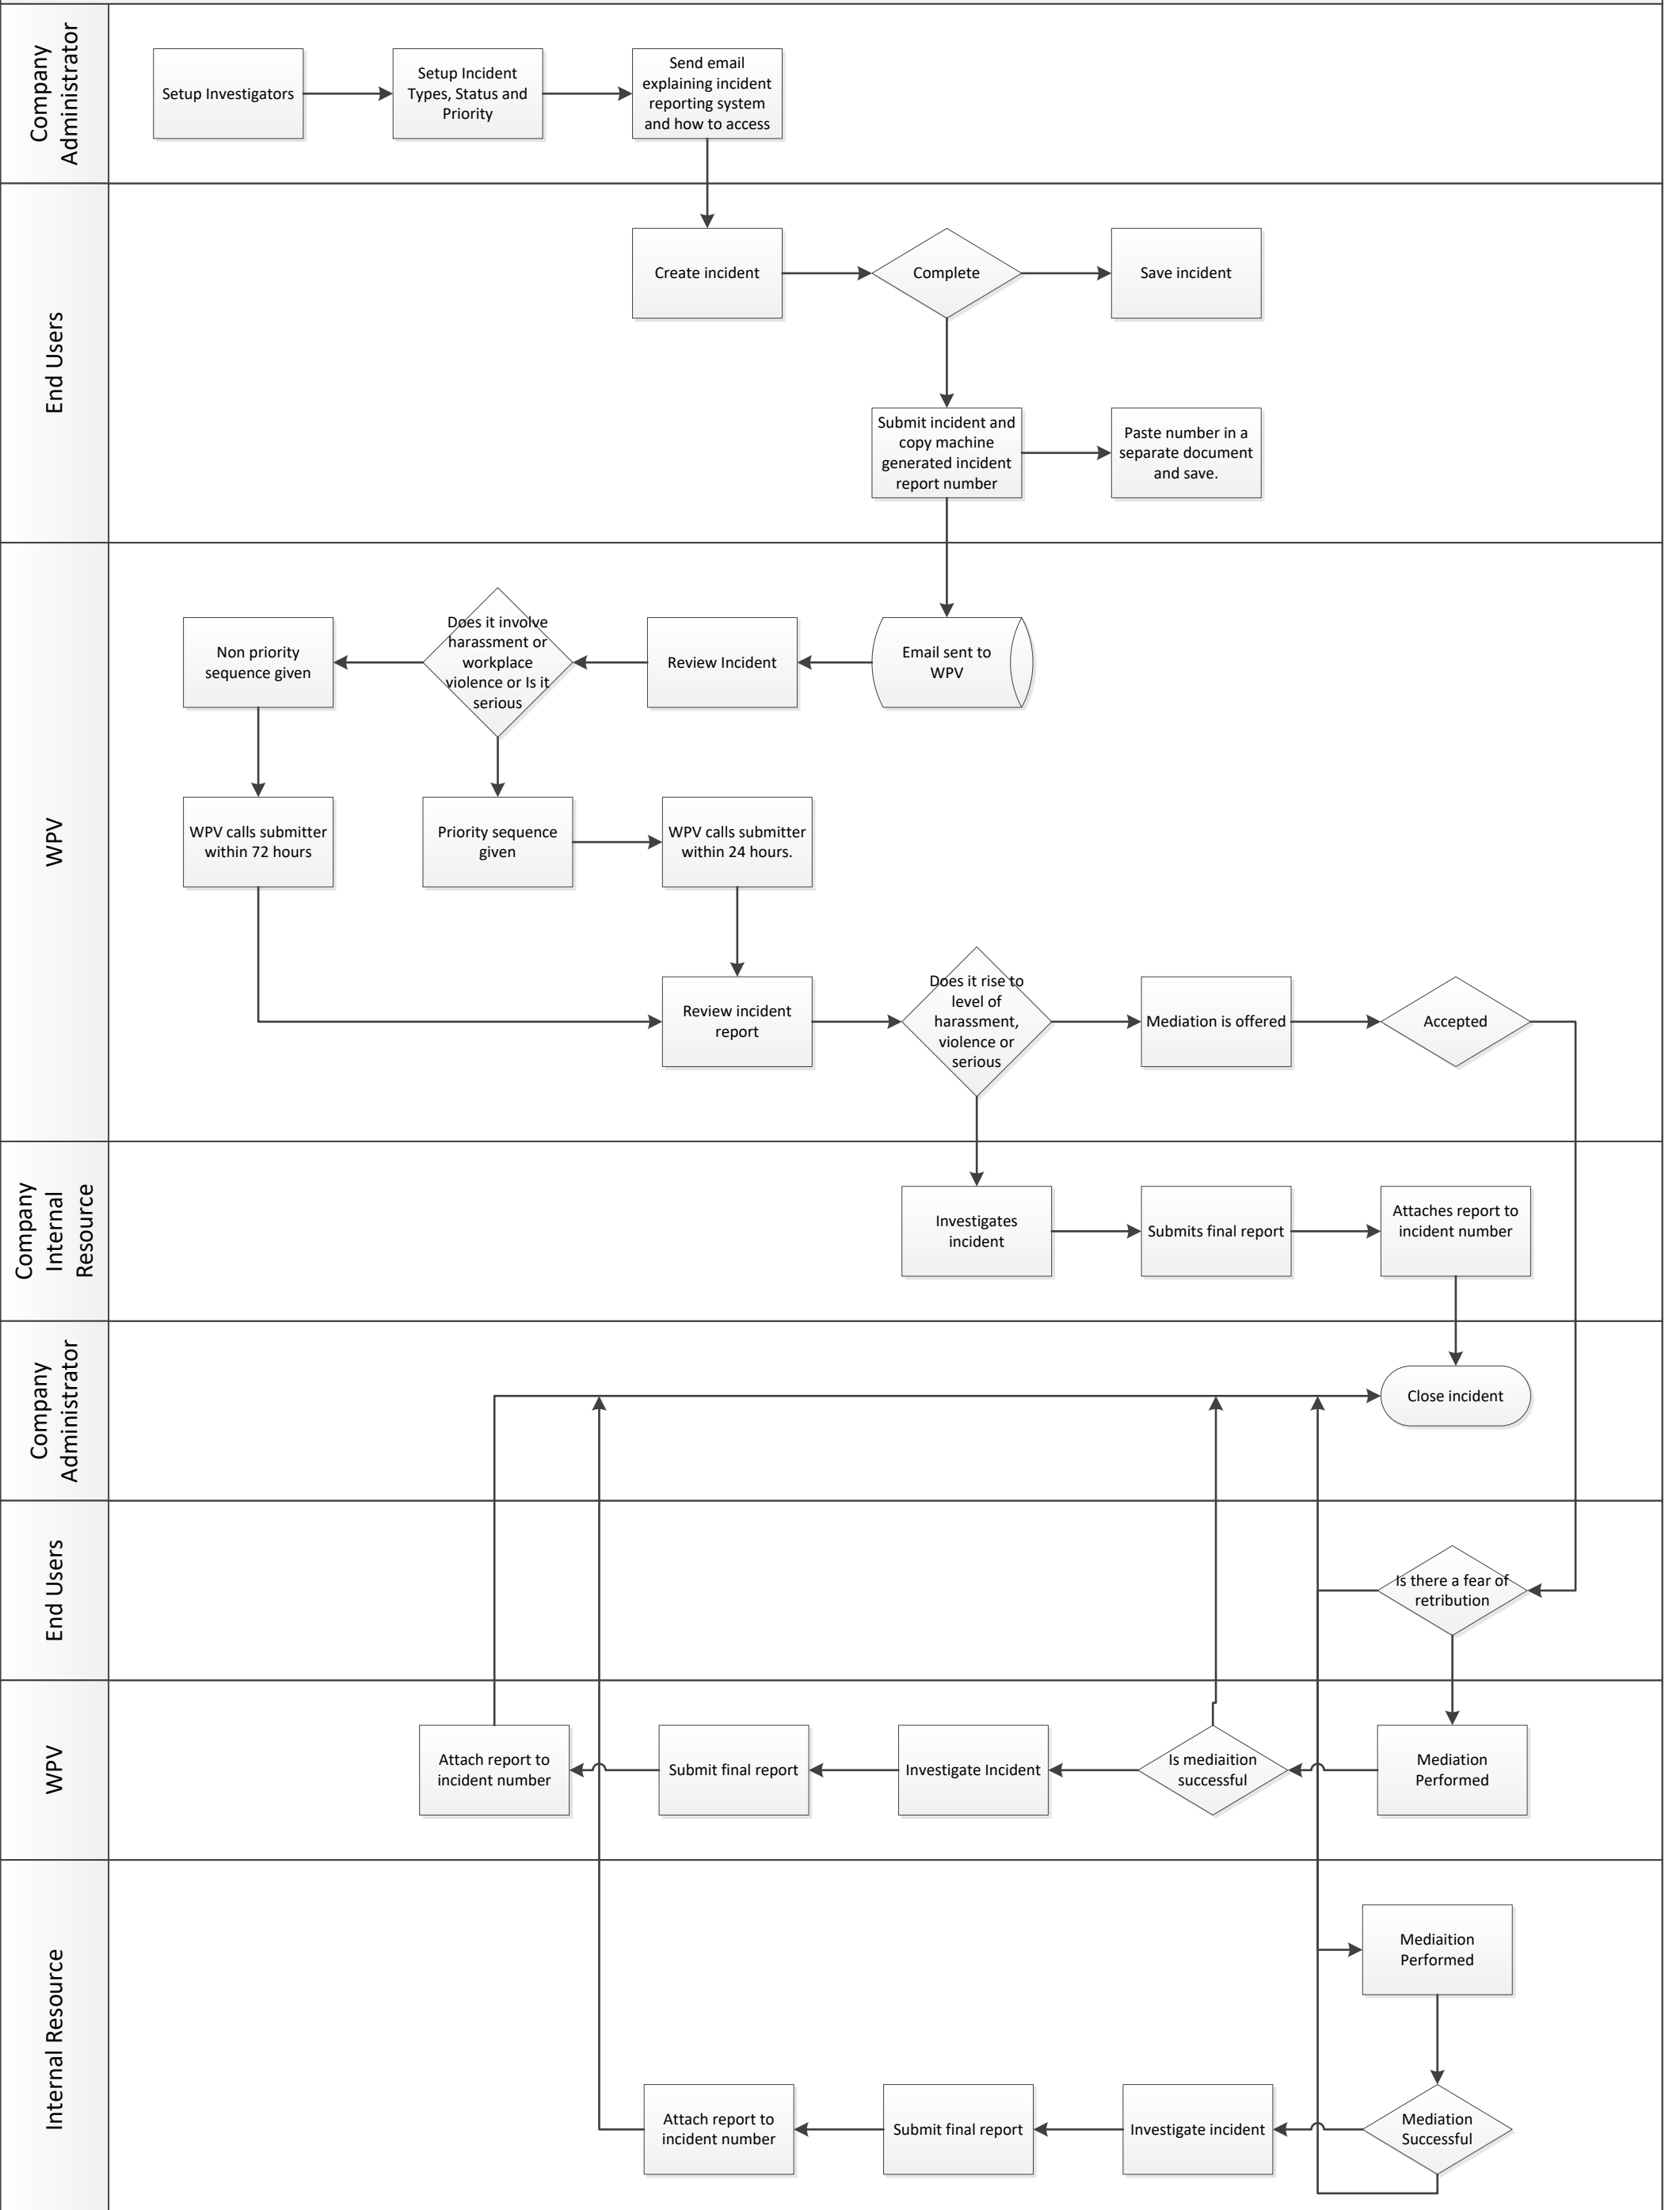 Company
Administrator
Setup Investigators
Setup Incident
Types, Status and
Priority
Send email
explaining incident
reporting system
and how to access
End Users
Create incident
Complete
Save incident
Submit incident and
copy machine
generated incident
report number
Paste number in a
separate document
and save.
WPV
Non priority
sequence given
Does it involve
harassment or
workplace
violence or Is it
serious
Review Incident
Email sent to
WPV
WPV calls submitter
within 72 hours
Priority sequence
given
WPV calls submitter
within 24 hours.
Review incident
report
Does it rise to
level of
harassment,
violence or
serious
Mediation is offered
Accepted
Company
Internal
Resource
Investigates
incident
Submits final report
Attaches report to
incident number
Company
Administrator
Close incident
End Users
Is there a fear of
retribution
WPV
Attach report to
incident number
Submit final report
Investigate Incident
Is mediaition
successful
Mediation
Performed
Internal Resource
Mediaition
Performed
Attach report to
incident number
Submit final report
Investigate incident
Mediation
Successful